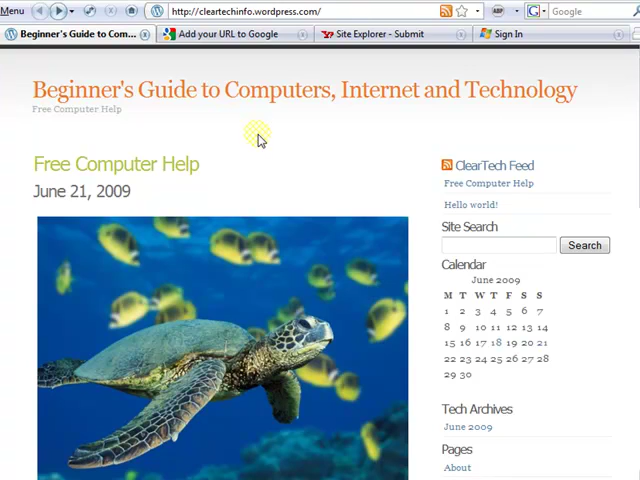 Menu http://cleartechinfo.wordpress.com/ ABP G Google
Beginner's Guide to Com... Add your URL to Google Site Explorer - Submit Sign In
Beginner's Guide to Computers, Internet and Technology
Free Computer Help
Free Computer Help
June 21, 2009
ClearTech Feed
Free Computer Help
Hello world!
Site Search
Search
Calendar
June 2009
M T W T F S S
1 2 3 4 5 6 7
8 9 10 11 12 13 14
15 16 17 18 19 20 21
22 23 24 25 26 27 28
29 30
Tech Archives
June 2009
Pages
About